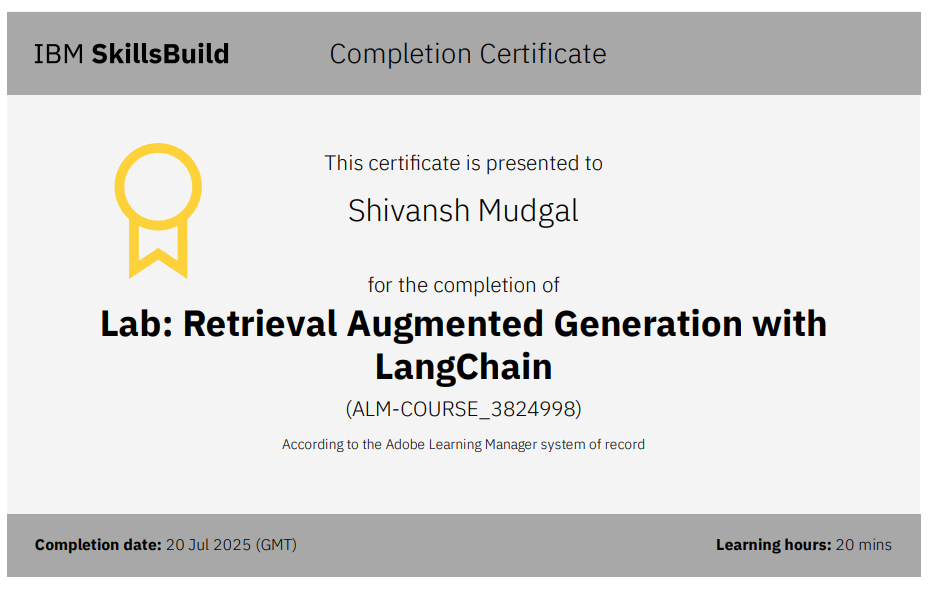 IBM SkillsBuild
Completion Certificate
This certificate is presented to
Shivansh Mudgal
for the completion of
Lab: Retrieval Augmented Generation with
LangChain
(ALM-COURSE_3824998)
According to the Adobe Learning Manager system of record
Completion date: 20 Jul 2025 (GMT)
Learning hours: 20 mins